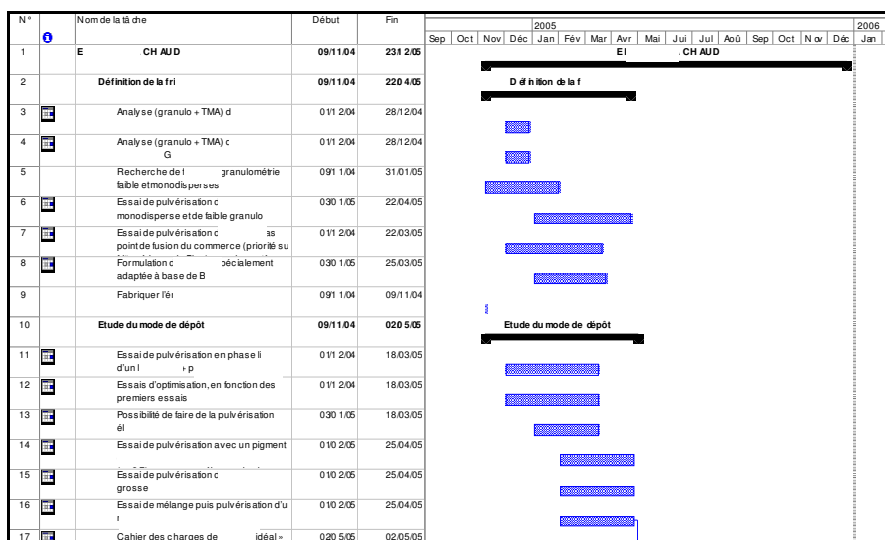 N° Nom de la tâche Début Fin 2005 2006
Sep Oct Nov Déc Jan Fév Mar Avr Mai Jui Jul Aoû Sep Oct Nov Déc Jan
1 E CHAUD 09/11/04 23/12/05 CHAUD
2 Définition de la fri 09/11/04 22/04/05 Définition de la f
3 Analyse (granulo + TMA) d 01/12/04 28/12/04
4 Analyse (granulo + TMA) 01/12/04 28/12/04
G
5 Recherche de f granulométrie 09/11/04 31/01/05
faible et monodisperses
6 Essai de pulvérisation 03/01/05 22/04/05
monodisperse et de faible granulo
7 Essai de pulvérisation as 01/12/04 22/03/05
point de fusion du commerce (priorité su
8 Formulation pécialement 03/01/05 25/03/05
adaptée à base de B
9 Fabriquer l'é 09/11/04 09/11/04
10 Etude du mode de dépôt 09/11/04 02/05/05 Etude du mode de dépôt
11 Essai de pulvérisation en phase li 01/12/04 18/03/05
d'un p
12 Essais d'optimisation, en fonction des 01/12/04 18/03/05
premiers essais
13 Possibilité de faire de la pulvérisation 03/01/05 18/03/05
él
14 Essai de pulvérisation avec un pigment 01/02/05 25/04/05
15 Essai de pulvérisation 01/02/05 25/04/05
grosse
16 Essai de mélange puis pulvérisation d'u 01/02/05 25/04/05
17 Cahier des charges de idéal » 02/05/05 02/05/05